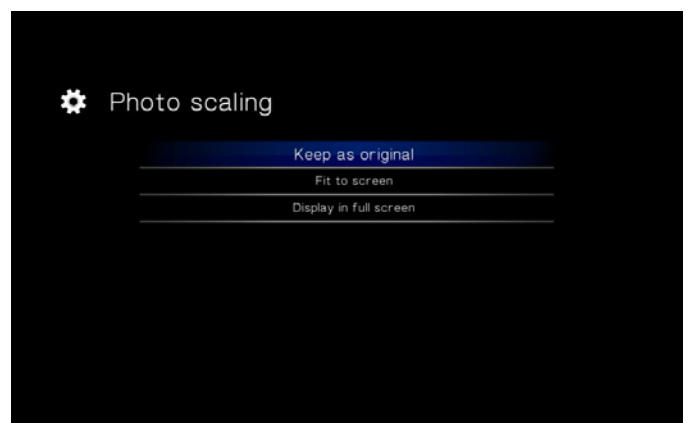 Photo scaling
Keep as original
Fit to screen
Display in full screen